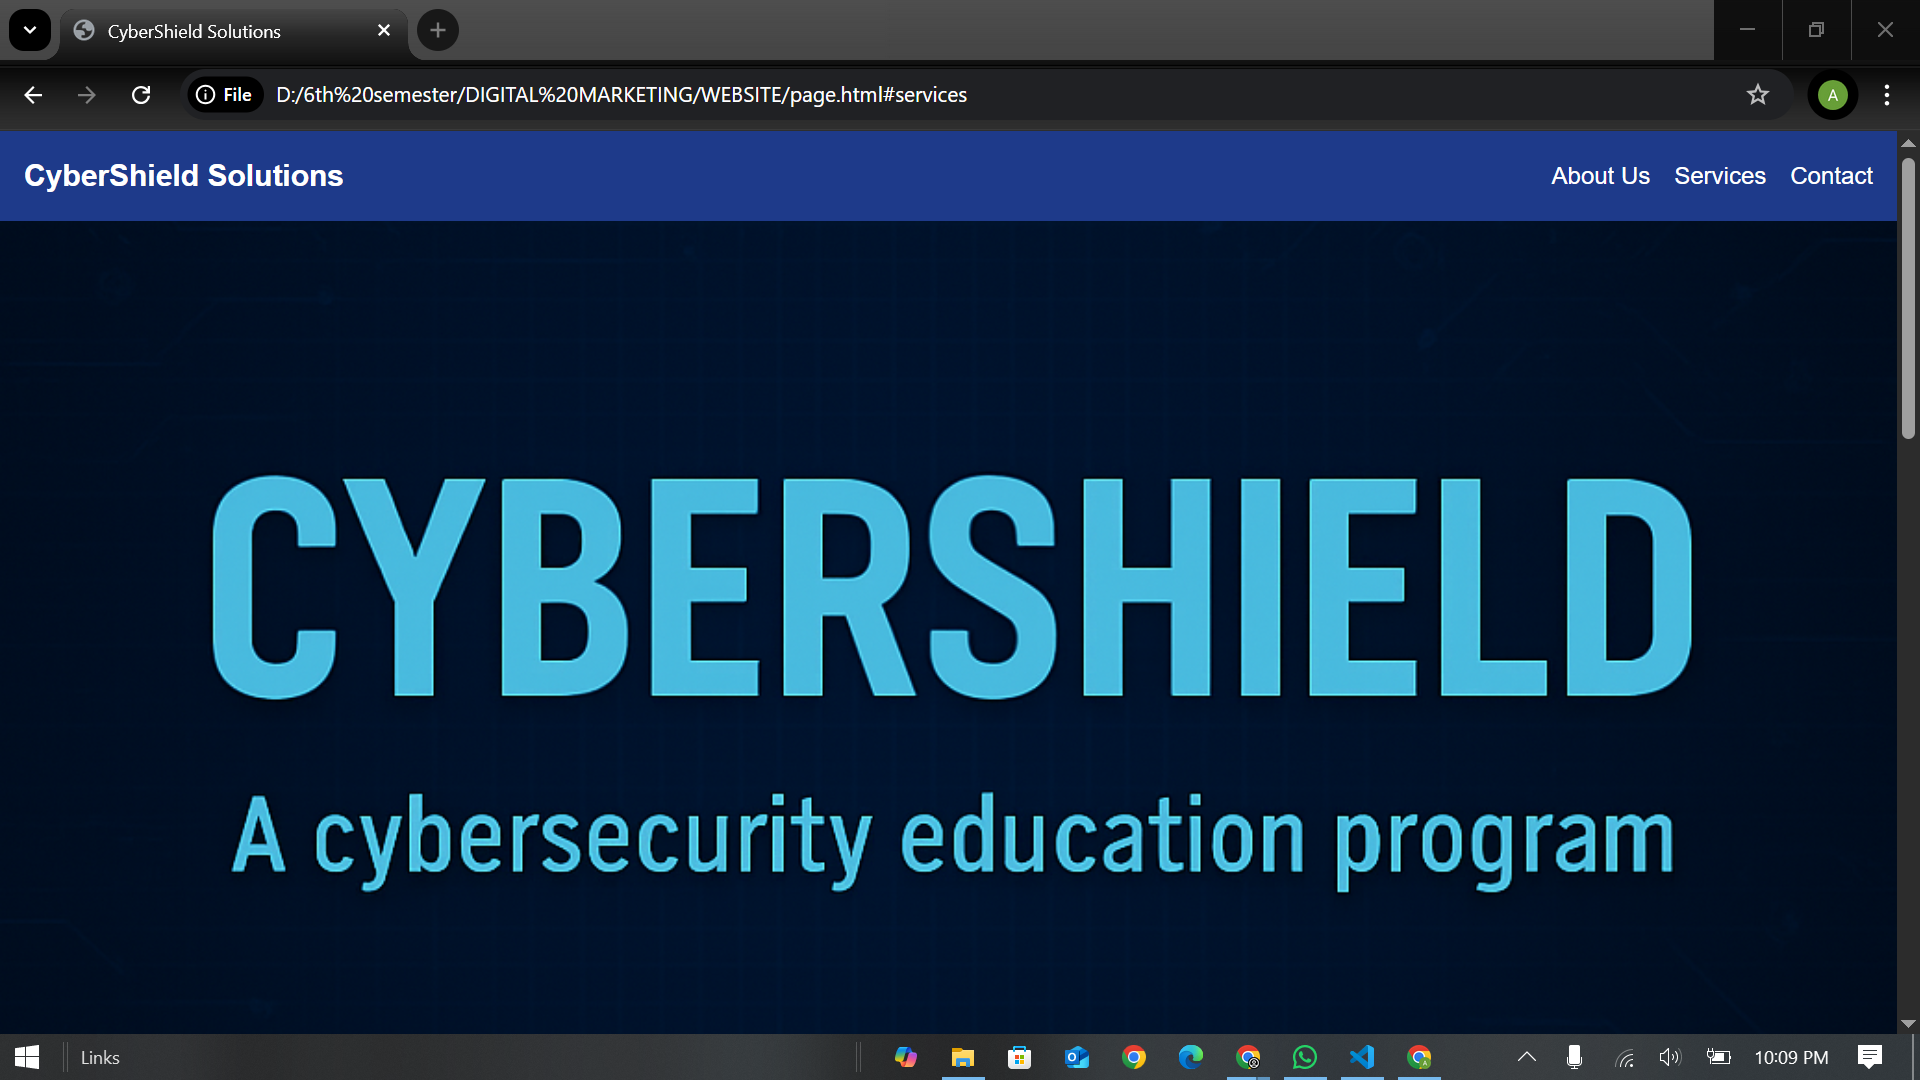 CyberShield Solutions
File D:/6th%20semester/DIGITAL%20MARKETING/WEBSITE/page.html#services
A
CyberShield Solutions About Us Services Contact
CYBERSHIELD
A cybersecurity education program
Links 10:09 PM